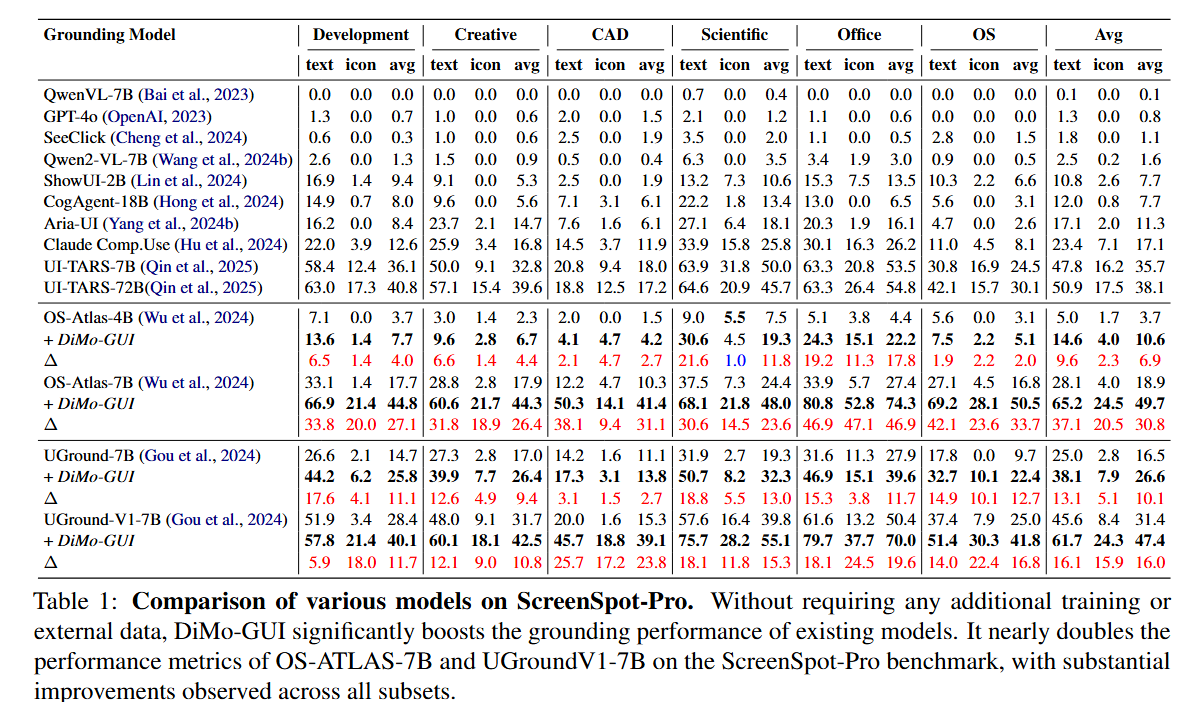 Grounding Model Development Creative CAD Scientific Office OS Avg
text icon avg text icon avg text icon avg text icon avg text icon avg text icon avg text icon avg
QwenVL-7B (Bai et al., 2023) 0.0 0.0 0.0 0.0 0.0 0.0 0.0 0.0 0.0 0.7 0.0 0.4 0.0 0.0 0.0 0.0 0.0 0.0 0.1 0.0 0.1
GPT-4o (OpenAI, 2023) 1.3 0.0 0.7 1.0 0.0 0.6 2.0 0.0 1.5 2.1 0.0 1.2 1.1 0.0 0.6 0.0 0.0 0.0 1.3 0.0 0.8
SeeClick (Cheng et al., 2024) 0.6 0.0 0.3 1.0 0.0 0.6 2.5 0.0 1.9 3.5 0.0 2.0 1.1 0.0 0.5 2.8 0.0 1.5 1.8 0.0 1.1
Qwen2-VL-7B (Wang et al., 2024b) 2.6 0.0 1.3 1.5 0.0 0.9 0.5 0.0 0.4 6.3 0.0 3.5 3.4 1.9 3.0 0.9 0.0 0.5 2.5 0.2 1.6
ShowUI-2B (Lin et al., 2024) 16.9 1.4 9.4 9.1 0.0 5.3 2.5 0.0 1.9 13.2 7.3 10.6 15.3 7.5 13.5 10.3 2.2 6.6 10.8 2.6 7.7
CogAgent-18B (Hong et al., 2024) 14.9 0.7 8.0 9.6 0.0 5.6 7.1 3.1 6.1 22.2 1.8 13.4 13.0 0.0 6.5 5.6 0.0 3.1 12.0 0.8 7.7
Aria-UI (Yang et al., 2024b) 16.2 0.0 8.4 23.7 2.1 14.7 7.6 1.6 6.1 27.1 6.4 18.1 20.3 1.9 16.1 4.7 0.0 2.6 17.1 2.0 11.3
Claude Comp.Use (Hu et al., 2024) 22.0 3.9 12.6 25.9 3.4 16.8 14.5 3.7 11.9 33.9 15.8 25.8 30.1 16.3 26.2 11.0 4.5 8.1 23.4 7.1 17.1
UI-TARS-7B (Qin et al., 2025) 58.4 12.4 36.1 50.0 9.1 32.8 20.8 9.4 18.0 63.9 31.8 50.0 63.3 20.8 53.5 30.8 16.9 24.5 47.8 16.2 35.7
UI-TARS-72B(Qin et al., 2025) 63.0 17.3 40.8 57.1 15.4 39.6 18.8 12.5 17.2 64.6 20.9 45.7 63.3 26.4 54.8 42.1 15.7 30.1 50.9 17.5 38.1
OS-Atlas-4B (Wu et al., 2024) 7.1 0.0 3.7 3.0 1.4 2.3 2.0 0.0 1.5 9.0 5.5 7.5 5.1 3.8 4.4 5.6 0.0 3.1 5.0 1.7 3.7
+ DiMo-GUI 13.6 1.4 7.7 9.6 2.8 6.7 4.1 4.7 4.2 30.6 4.5 19.3 24.3 15.1 22.2 7.5 2.2 5.1 14.6 4.0 10.6
Δ 6.5 1.4 4.0 6.6 1.4 4.4 2.1 4.7 2.7 21.6 1.0 11.8 19.2 11.3 17.8 1.9 2.2 2.0 9.6 2.3 6.9
OS-Atlas-7B (Wu et al., 2024) 33.1 1.4 17.7 28.8 2.8 17.9 12.2 4.7 10.3 37.5 7.3 24.4 33.9 5.7 27.4 27.1 4.5 16.8 28.1 4.0 18.9
+ DiMo-GUI 66.9 21.4 44.8 60.6 21.7 44.3 50.3 14.1 41.4 68.1 21.8 48.0 80.8 52.8 74.3 69.2 28.1 50.5 65.2 24.5 49.7
Δ 33.8 20.0 27.1 31.8 18.9 26.4 38.1 9.4 31.1 30.6 14.5 23.6 46.9 47.1 46.9 42.1 23.6 33.7 37.1 20.5 30.8
UGround-7B (Gou et al., 2024) 26.6 2.1 14.7 27.3 2.8 17.0 14.2 1.6 11.1 31.9 2.7 19.3 31.6 11.3 27.9 17.8 0.0 9.7 25.0 2.8 16.5
+ DiMo-GUI 44.2 6.2 25.8 39.9 7.7 26.4 17.3 3.1 13.8 50.7 8.2 32.3 46.9 15.1 39.6 32.7 10.1 22.4 38.1 7.9 26.6
Δ 17.6 4.1 11.1 12.6 4.9 9.4 3.1 1.5 2.7 18.8 5.5 13.0 15.3 3.8 11.7 14.9 10.1 12.7 13.1 5.1 10.1
UGround-V1-7B (Gou et al., 2024) 51.9 3.4 28.4 48.0 9.1 31.7 20.0 1.6 15.3 57.6 16.4 39.8 61.6 13.2 50.4 37.4 7.9 25.0 45.6 8.4 31.4
+ DiMo-GUI 57.8 21.4 40.1 60.1 18.1 42.5 45.7 18.8 39.1 75.7 28.2 55.1 79.7 37.7 70.0 51.4 30.3 41.8 61.7 24.3 47.4
Δ 5.9 18.0 11.7 12.1 9.0 10.8 25.7 17.2 23.8 18.1 11.8 15.3 18.1 24.5 19.6 14.0 22.4 16.8 16.1 15.9 16.0
Table 1: Comparison of various models on ScreenSpot-Pro. Without requiring any additional training or
external data, DiMo-GUI significantly boosts the grounding performance of existing models. It nearly doubles the
performance metrics of OS-ATLAS-7B and UGroundV1-7B on the ScreenSpot-Pro benchmark, with substantial
improvements observed across all subsets.